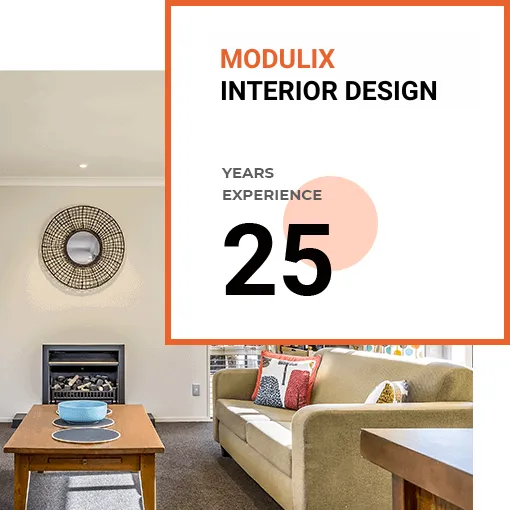 MODULIX
INTERIOR DESIGN
YEARS
EXPERIENCE
25